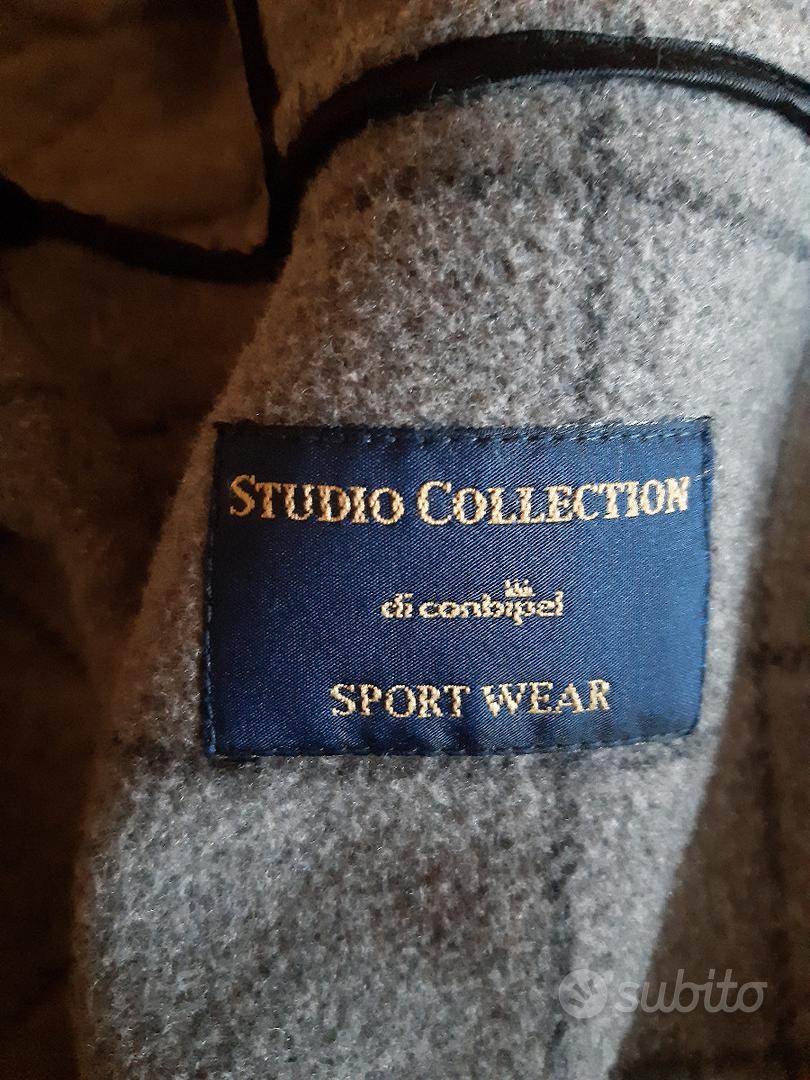 STUDIO COLLECTION
di conbipel
SPORT WEAR
subito